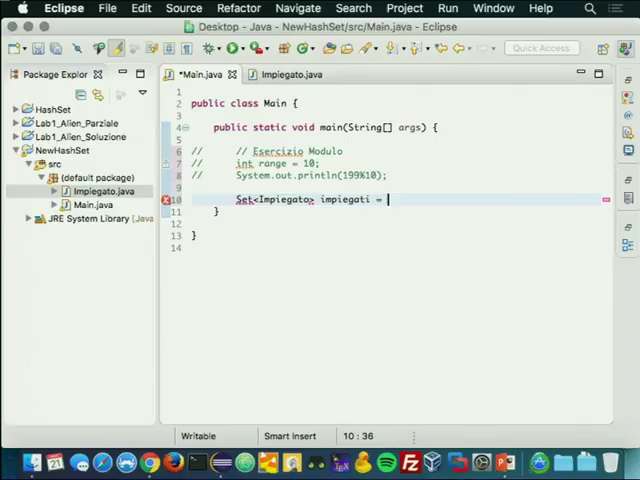 Eclipse File Edit Source Refactor Navigate Search Project Run Window Help
Desktop - Java - NewHashSet/src/Main.java - Eclipse
Quick Access
Package Explor
*Main.java
Impiegato.java
HashSet
Lab1_Alien_Parziale
Lab1_Alien_Soluzione
NewHashSet
src
(default package)
Impiegato.java
Main.java
JRE System Library
1
2 public class Main {
3
4 public static void main(String[] args) {
5
6 // // Esercizio Modulo
7 // int range = 10;
8 // System.out.println(199%10);
9
10 Set<Impiegato> impiegati =
11 }
12
13 }
14
Writable
Smart Insert
10 : 36